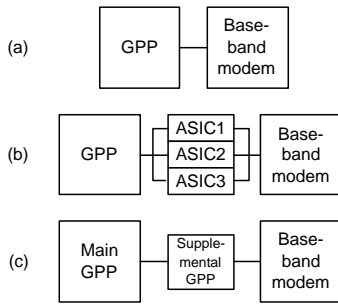 (a)
GPP
Base-
band
modem
(b)
GPP
ASIC1
ASIC2
ASIC3
Base-
band
modem
(c)
Main
GPP
Supple-
mental
GPP
Base-
band
modem